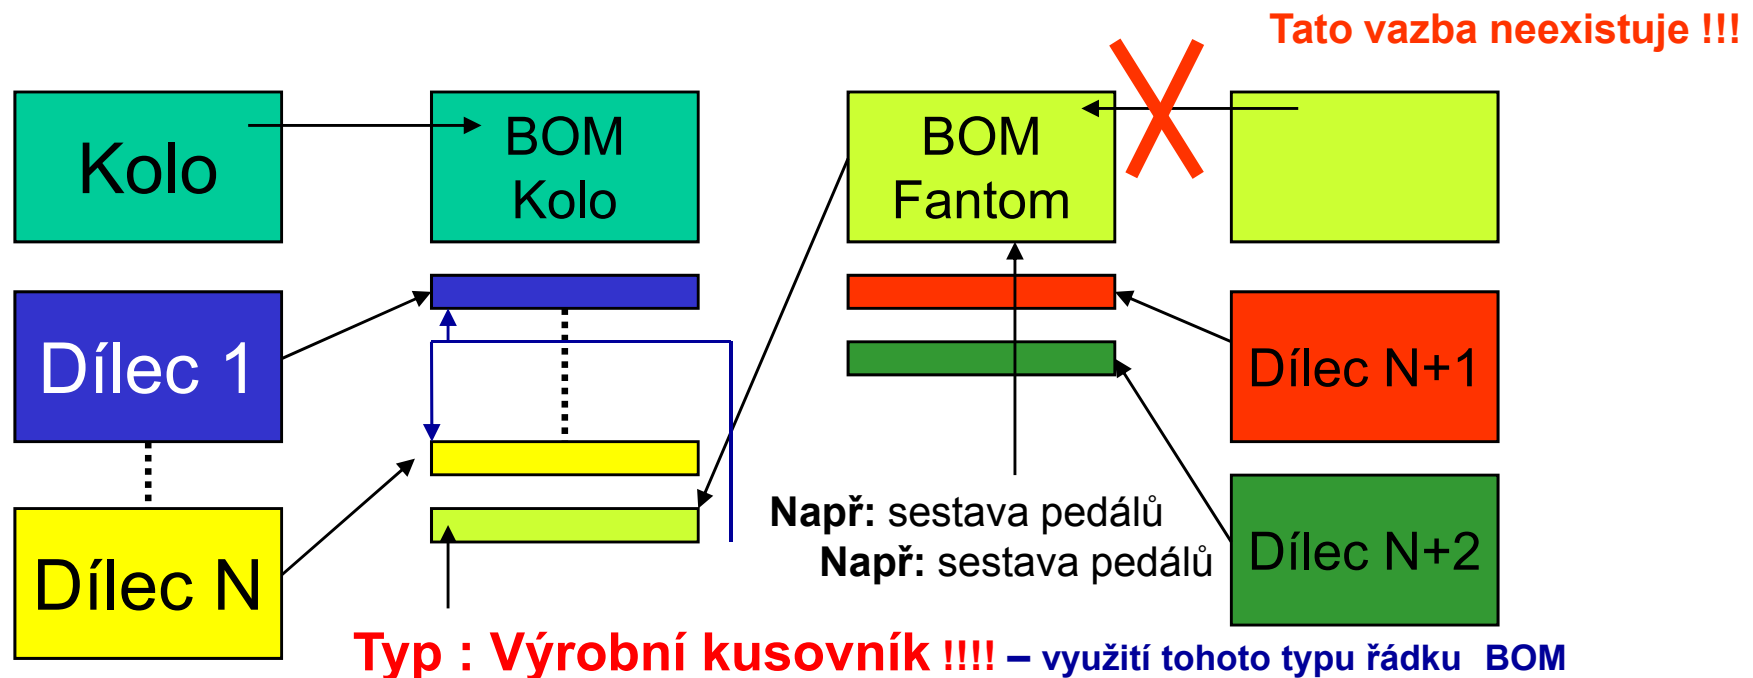 Tato vazba neexistuje !!!
Kolo
BOM
Kolo
BOM
Fantom
Dílec 1
Dílec N+1
Dílec N
Např: sestava pedálů
Např: sestava pedálů
Dílec N+2
Typ : Výrobní kusovník !!!! – využití tohoto typu řádku BOM